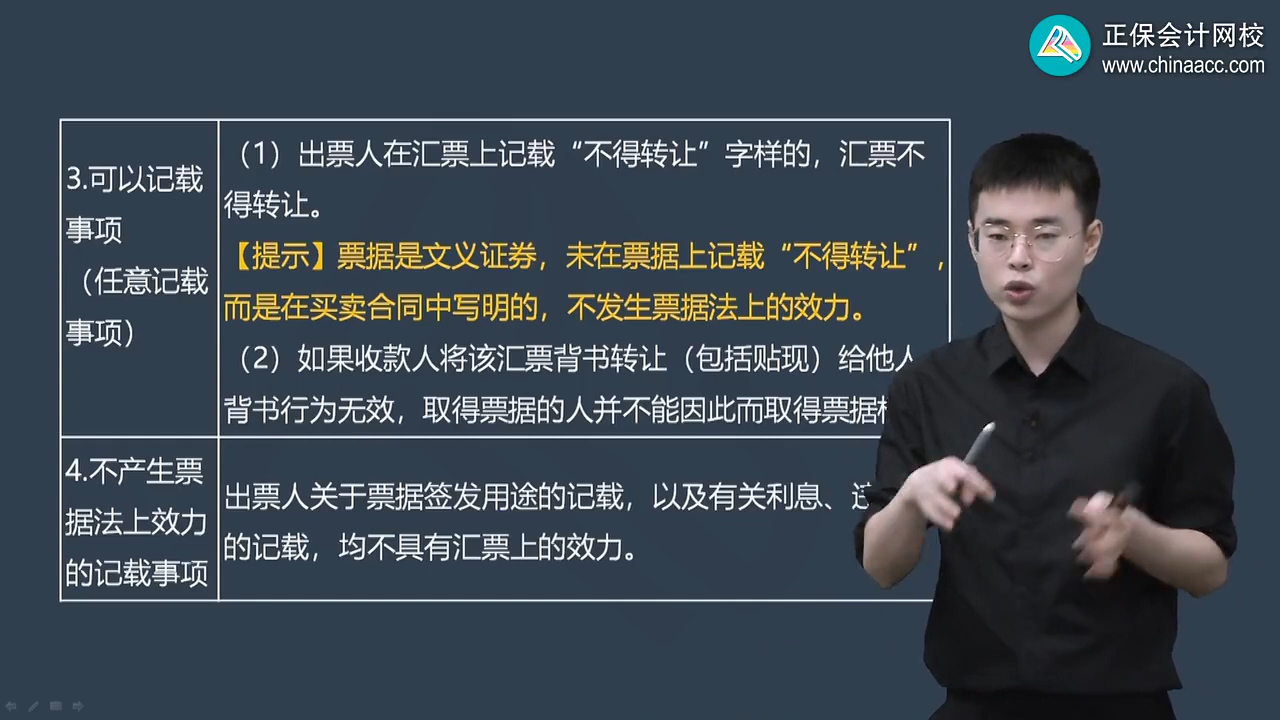 正保会计网校
www.chinaacc.com
3.可以记载
事项
（任意记载
事项）
（1）出票人在汇票上记载“不得转让”字样的，汇票不
得转让。
【提示】票据是文义证券，未在票据上记载“不得转让”，
而是在买卖合同中写明的，不发生票据法上的效力。
（2）如果收款人将该汇票背书转让（包括贴现）给他人
背书行为无效，取得票据的人并不能因此而取得票据
4.不产生票
据法上效力
的记载事项
出票人关于票据签发用途的记载，以及有关利息、
的记载，均不具有汇票上的效力。